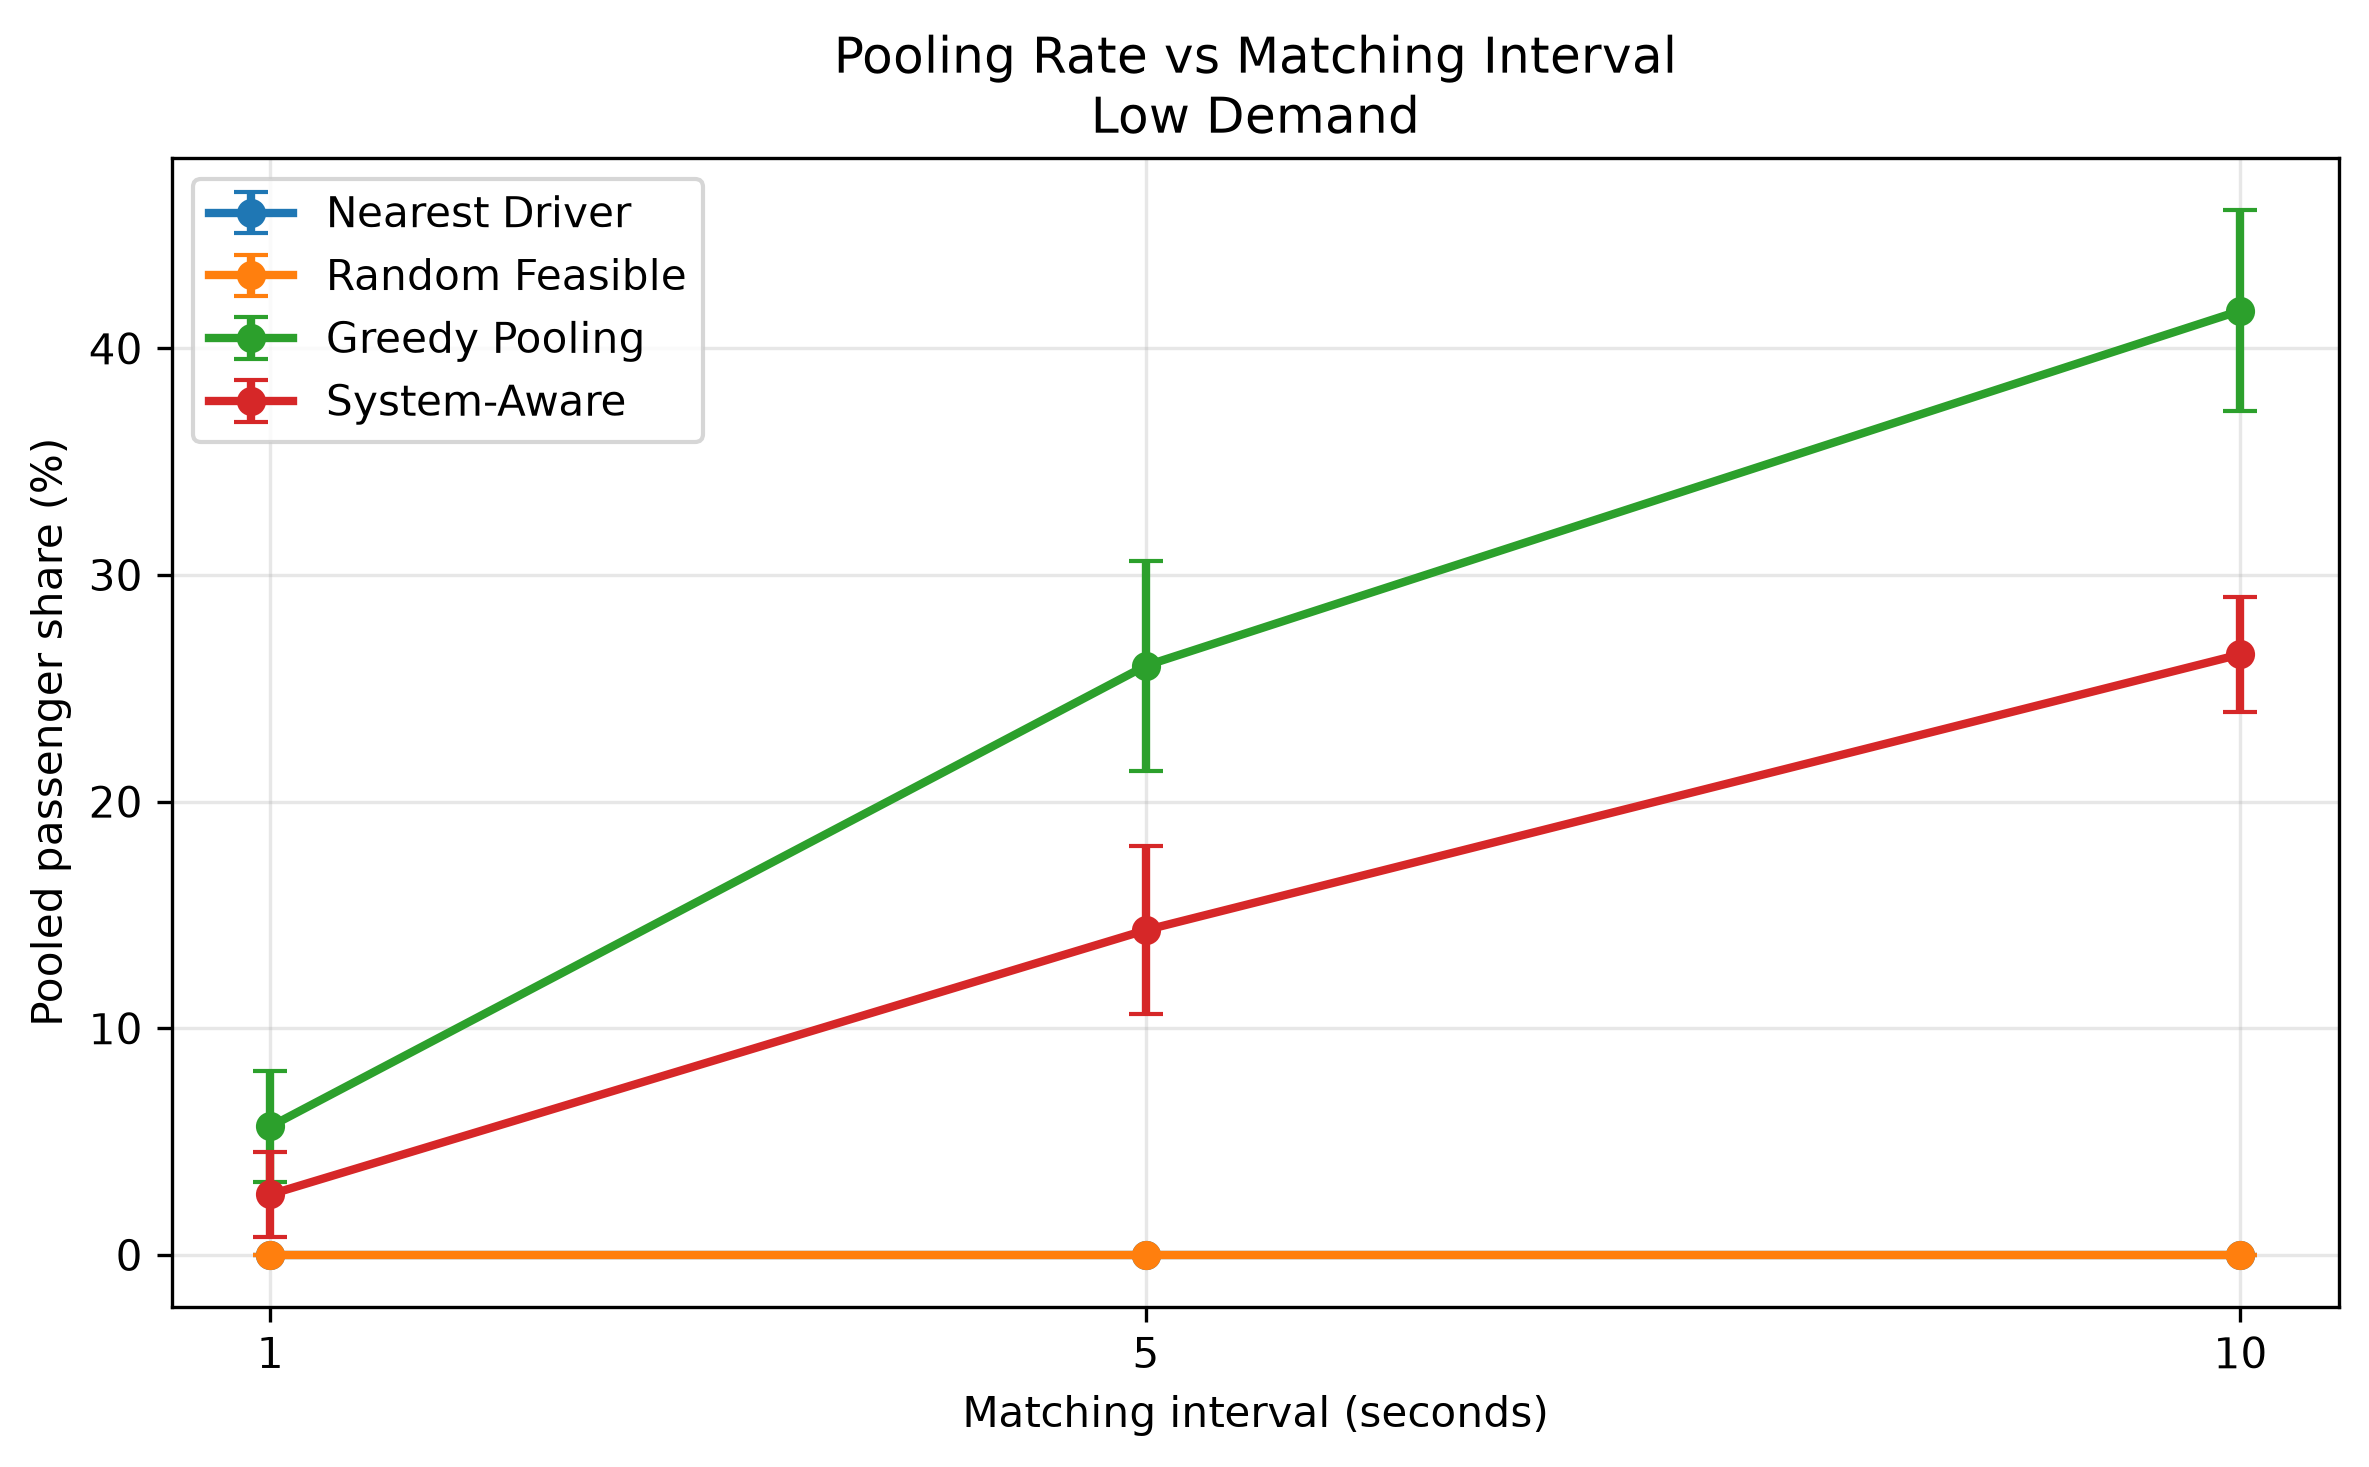 Pooling Rate vs Matching Interval
Low Demand
Nearest Driver
Random Feasible
Greedy Pooling
System-Aware
Pooled passenger share (%)
40
30
20
10
0
1
5
10
Matching interval (seconds)